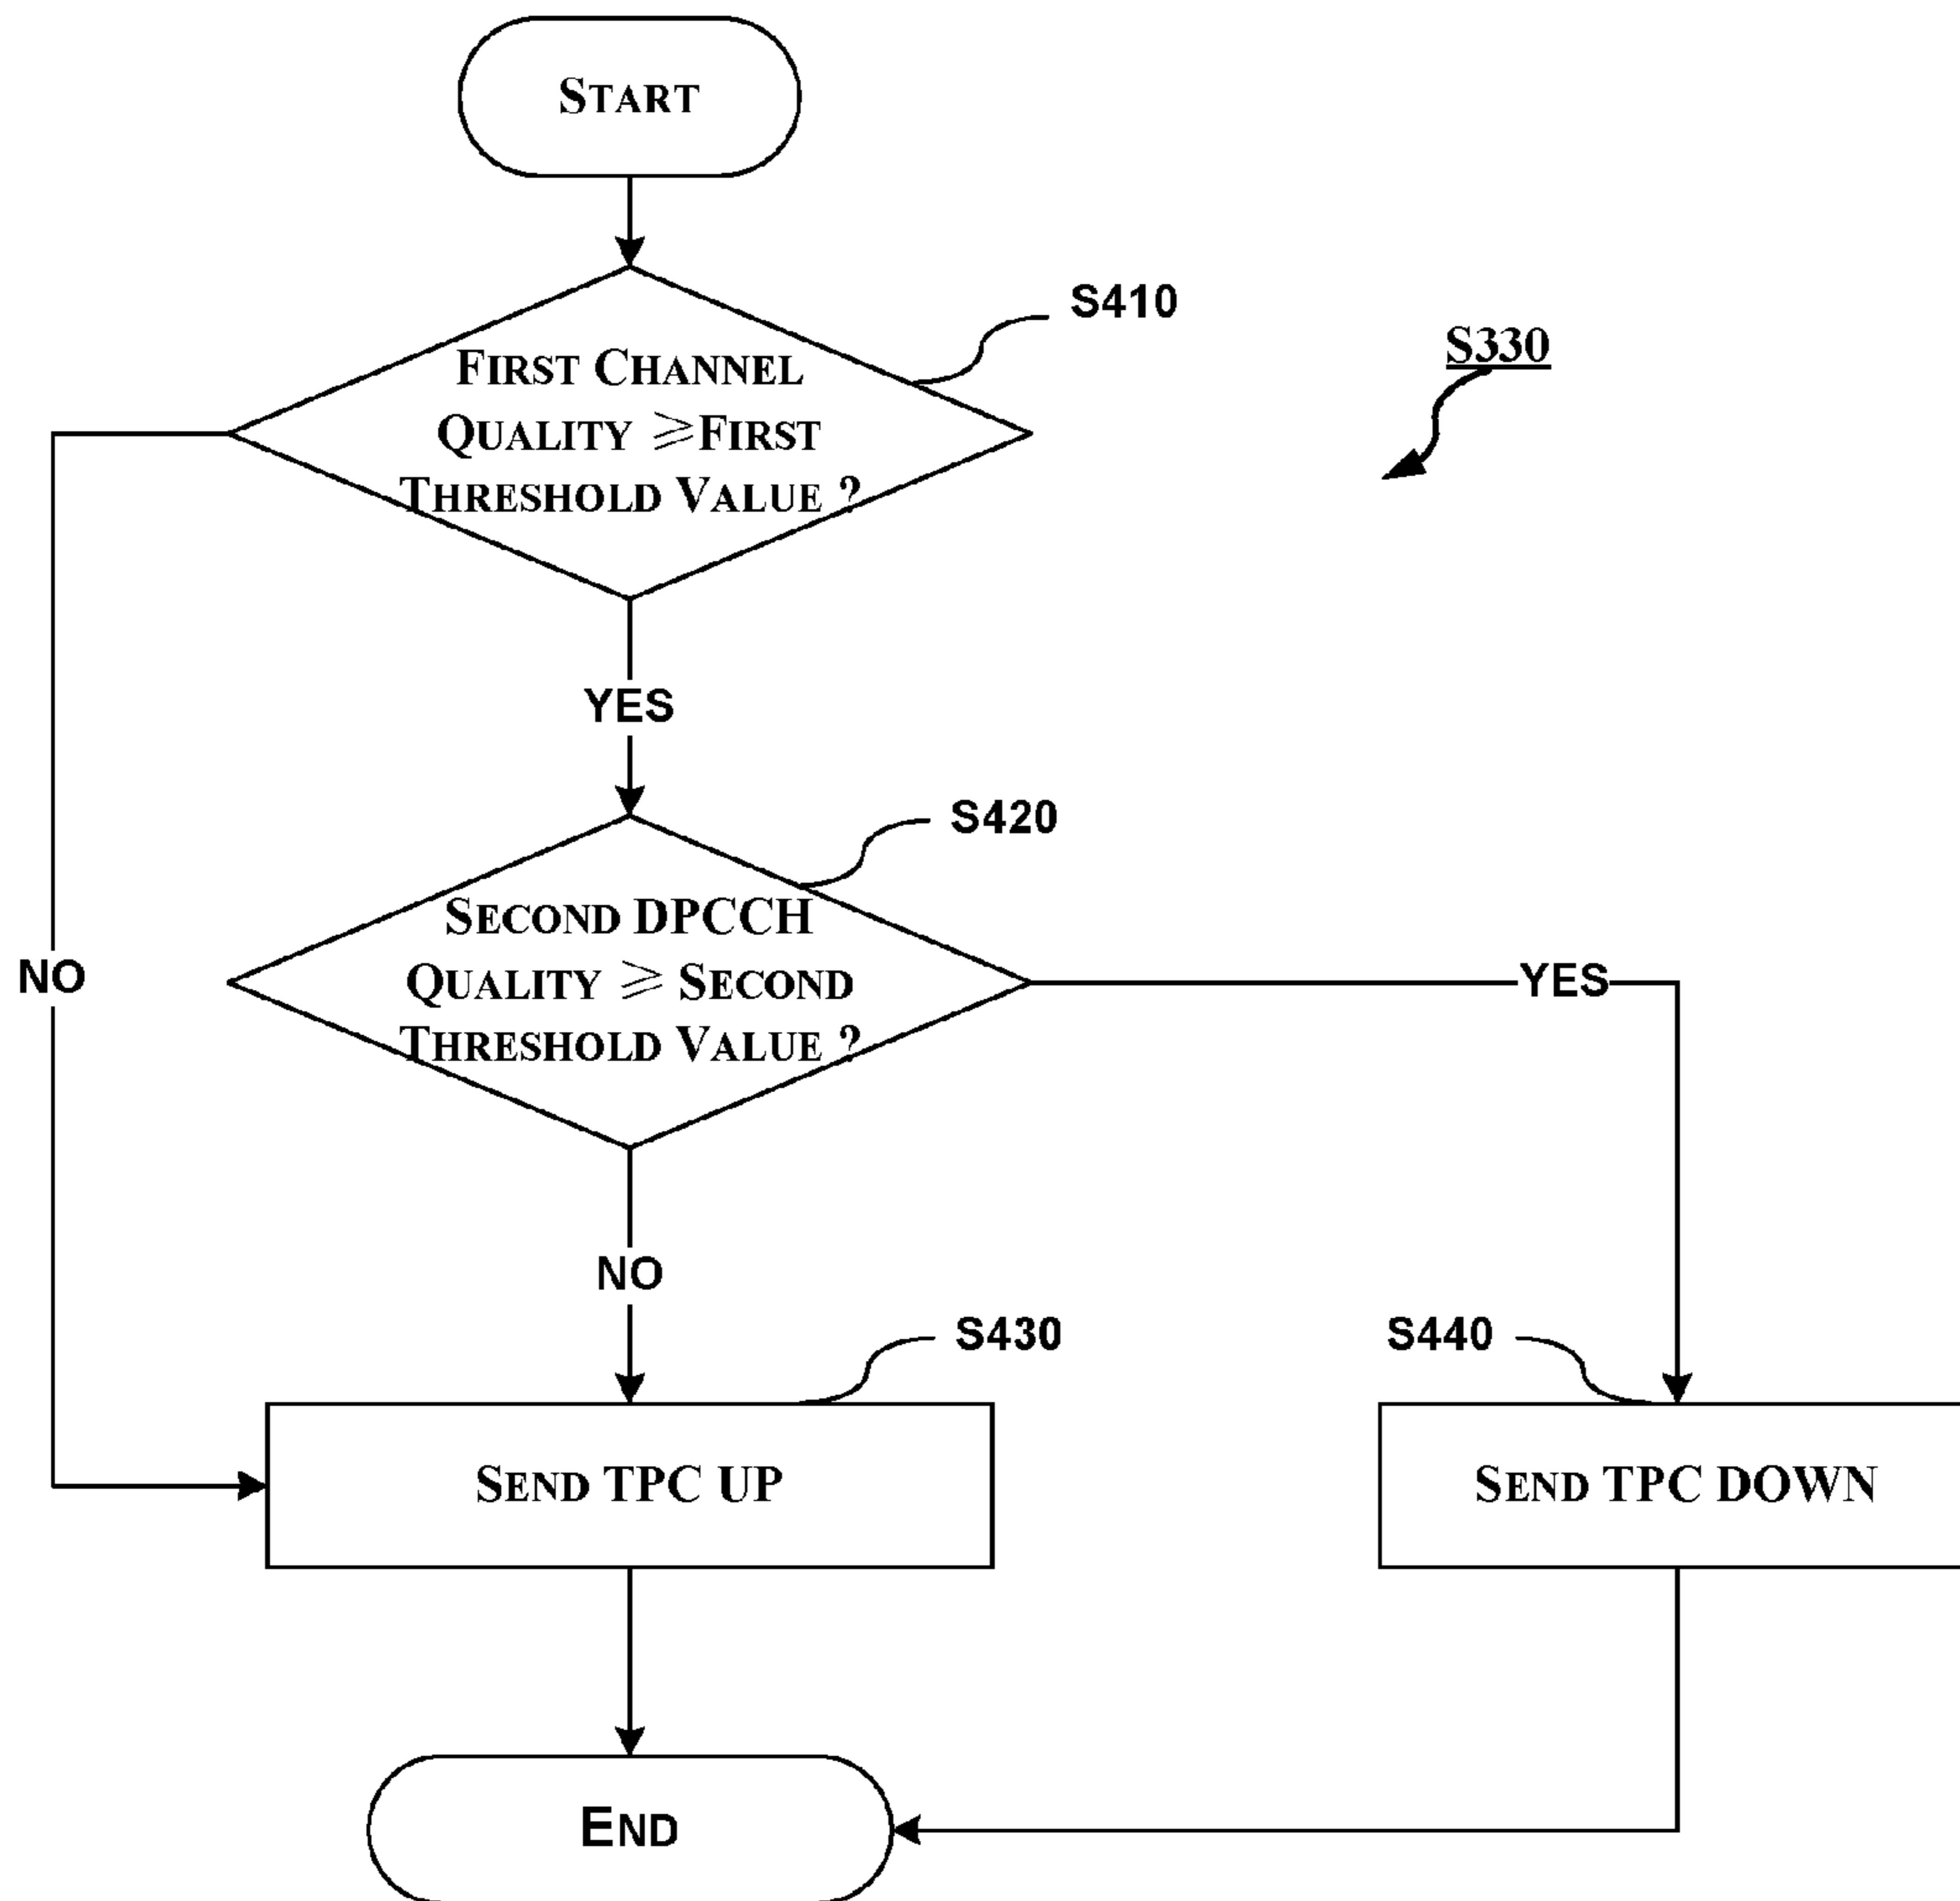 START
S410
S330
FIRST CHANNEL
QUALITY ⩾FIRST
THRESHOLD VALUE ?
YES
S420
SECOND DPCCH
QUALITY ⩾ SECOND
THRESHOLD VALUE ?
NO
YES
NO
S430
S440
SEND TPC UP
SEND TPC DOWN
END